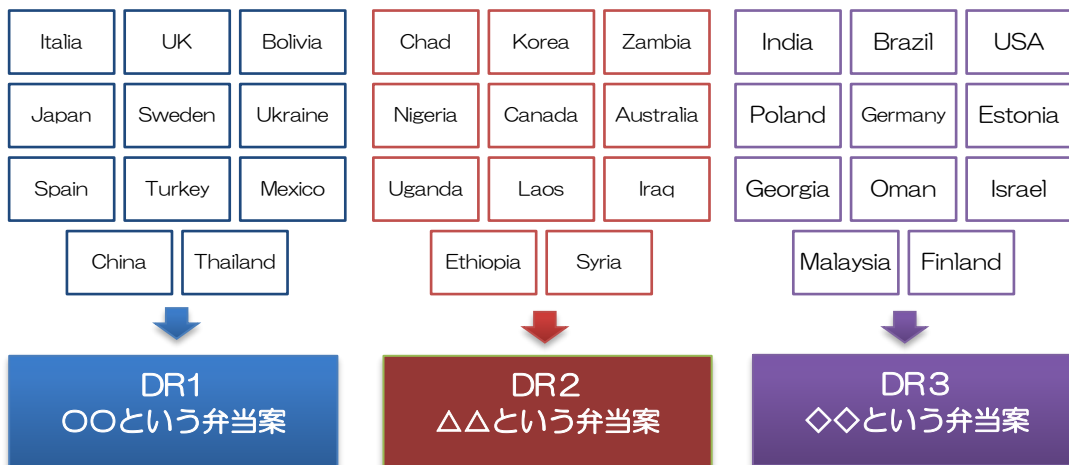 Italia
UK
Bolivia
Japan
Sweden
Ukraine
Spain
Turkey
Mexico
China
Thailand
DR1
〇〇という弁当案
Chad
Korea
Zambia
Nigeria
Canada
Australia
Uganda
Laos
Iraq
Ethiopia
Syria
DR2
△△という弁当案
India
Brazil
USA
Poland
Germany
Estonia
Georgia
Oman
Israel
Malaysia
Finland
DR3
◇◇という弁当案